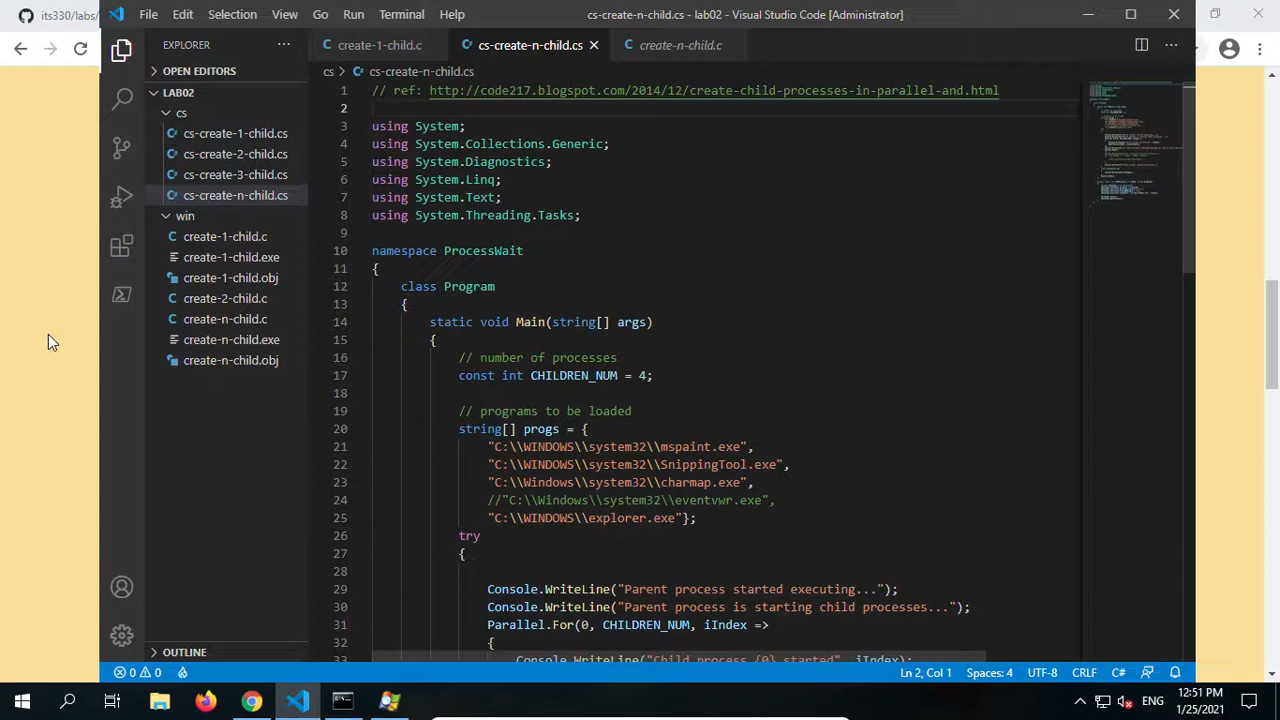 its330/labs/
File Edit Selection View Go Run Terminal Help
cs-create-n-child.cs - lab02 - Visual Studio Code [Administrator]
EXPLORER
create-1-child.c
cs-create-n-child.cs
create-n-child.c
OPEN EDITORS
cs > cs-create-n-child.cs
LAB02
cs
cs-create-1-child.cs
cs-create-2-child.cs
cs-create-3-child.cs
cs-create-n-child.cs
win
create-1-child.c
create-1-child.exe
create-1-child.obj
create-2-child.c
create-n-child.c
create-n-child.exe
create-n-child.obj
OUTLINE
1 // ref: http://code217.blogspot.com/2014/12/create-child-processes-in-parallel-and.html
2
3 using System;
4 using System.Collections.Generic;
5 using System.Diagnostics;
6 using System.Linq;
7 using System.Text;
8 using System.Threading.Tasks;
9
10 namespace ProcessWait
11 {
12 class Program
13 {
14 static void Main(string[] args)
15 {
16 // number of processes
17 const int CHILDREN_NUM = 4;
18
19 // programs to be loaded
20 string[] progs = {
21 "C:\\WINDOWS\\system32\\mspaint.exe",
22 "C:\\WINDOWS\\system32\\SnippingTool.exe",
23 "C:\\Windows\\system32\\charmap.exe",
24 //"C:\\Windows\\system32\\eventvwr.exe",
25 "C:\\WINDOWS\\explorer.exe"};
26 try
27 {
28
29 Console.WriteLine("Parent process started executing...");
30 Console.WriteLine("Parent process is starting child processes...");
31 Parallel.For(0, CHILDREN_NUM, iIndex =>
32 {
33 Console.WriteLine("Child process {0} started", iIndex);
0 0
Ln 2, Col 1 Spaces: 4 UTF-8 CRLF C#
ENG
12:51 PM
1/25/2021